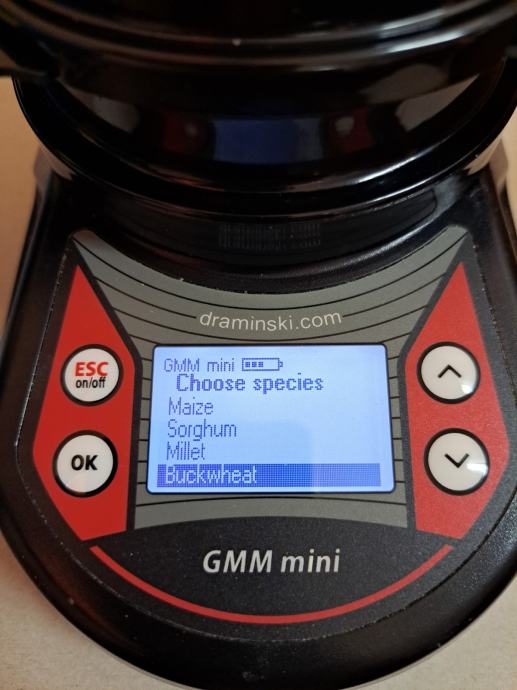 draminski.com
GMM mini
Choose species
Maize
Sorghum
Millet
Buckwheat
ESC
on/off
OK
GMM mini